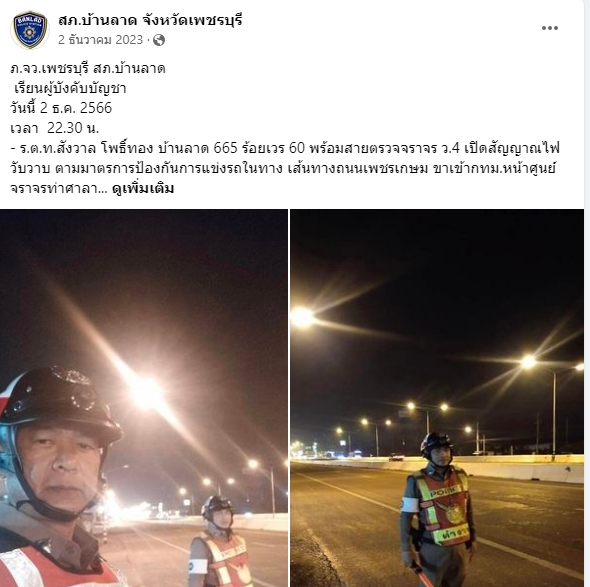 สภ.บ้านลาด จังหวัดเพชรบุรี
2 ธันวาคม 2023
ภ.จว.เพชรบุรี สภ.บ้านลาด
เรียนผู้บังคับบัญชา
วันนี้ 2 ธ.ค. 2566
เวลา 22.30 น.
- ร.ต.ท.สังวาล โพธิ์ทอง บ้านลาด 665 ร้อยเวร 60 พร้อมสายตรวจจราจร ว.4 เปิดสัญญาณไฟ
วับวาบ ตามมาตรการป้องกันการแข่งรถในทาง เส้นทางถนนเพชรเกษม ขาเข้ากทม.หน้าศูนย์
จราจรท่าศาลา... ดูเพิ่มเติม
BANLAD
POLICE